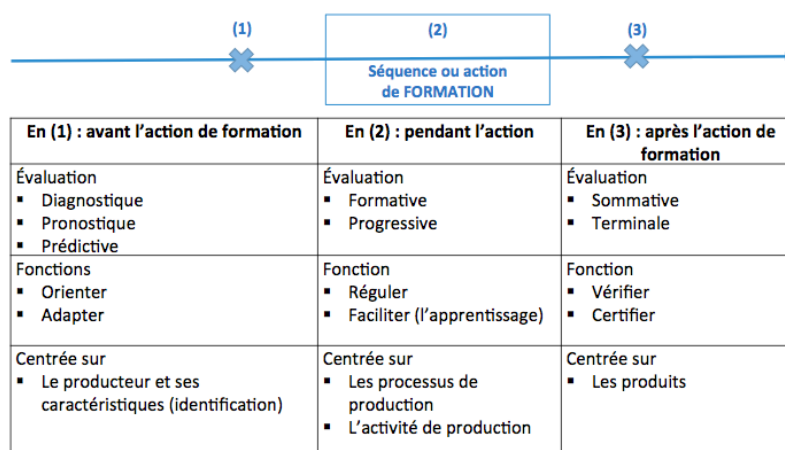 (1)
(2)
(3)
Séquence ou action
de FORMATION
En (1) : avant l'action de formation
En (2) : pendant l'action
En (3) : après l'action de
formation
Évaluation
▪ Diagnostique
▪ Pronostique
▪ Prédictive
Évaluation
▪ Formative
▪ Progressive
Évaluation
▪ Sommative
▪ Terminale
Fonctions
▪ Orienter
▪ Adapter
Fonction
▪ Réguler
▪ Faciliter (l'apprentissage)
Fonction
▪ Vérifier
▪ Certifier
Centrée sur
▪ Le producteur et ses
caractéristiques (identification)
Centrée sur
▪ Les processus de
production
▪ L'activité de production
Centrée sur
▪ Les produits